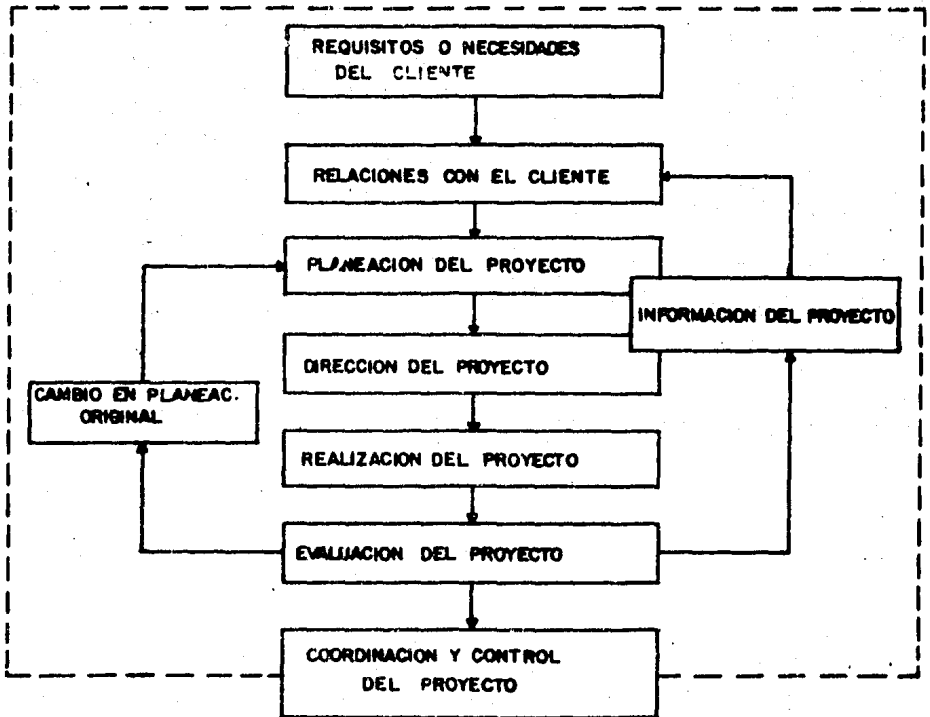 REQUISITOS O NECESIDADES
DEL CLIENTE
RELACIONES CON EL CLIENTE
PLANEACION DEL PROYECTO
INFORMACION DEL PROYECTO
DIRECCION DEL PROYECTO
CAMBIO EN PLANEAC.
ORIGINAL
REALIZACION DEL PROYECTO
EVALUACION DEL PROYECTO
COORDINACION Y CONTROL
DEL PROYECTO